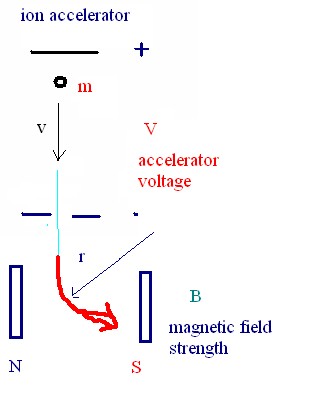 ion accelerator
+
m
v
V
accelerator
voltage
-
r
B
magnetic field
strength
N
S